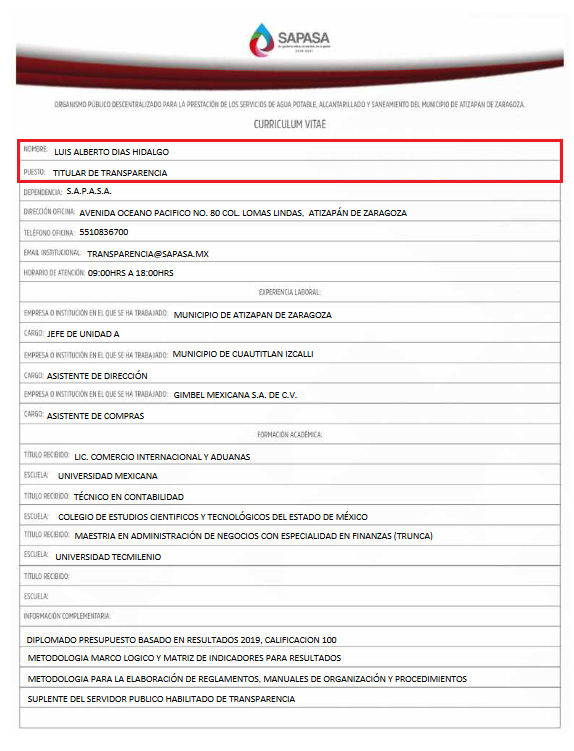 SAPASA
ORGANISMO PÚBLICO DESCENTRALIZADO PARA LA PRESTACIÓN DE LOS SERVICIOS DE AGUA POTABLE, ALCANTARILLADO Y SANEAMIENTO DEL MUNICIPIO DE ATIZAPAN DE ZARAGOZA.
CURRICULUM VITAE
NOMBRE: LUIS ALBERTO DIAS HIDALGO
PUESTO: TITULAR DE TRANSPARENCIA
DEPENDENCIA: S.A.P.A.S.A.
DIRECCIÓN OFICINA: AVENIDA OCEANO PACIFICO NO. 80 COL. LOMAS LINDAS, ATIZAPÁN DE ZARAGOZA
TELÉFONO OFICINA: 5510836700
EMAIL INSTITUCIONAL: TRANSPARENCIA@SAPASA.MX
HORARIO DE ATENCIÓN: 09:00HRS A 18:00HRS
EXPERIENCIA LABORAL:
EMPRESA O INSTITUCIÓN EN EL QUE SE HA TRABAJADO: MUNICIPIO DE ATIZAPAN DE ZARAGOZA
CARGO: JEFE DE UNIDAD A
EMPRESA O INSTITUCIÓN EN EL QUE SE HA TRABAJADO: MUNICIPIO DE CUAUTITLAN IZCALLI
CARGO: ASISTENTE DE DIRECCIÓN
EMPRESA O INSTITUCIÓN EN EL QUE SE HA TRABAJADO: GIMBEL MEXICANA S.A. DE C.V.
CARGO: ASISTENTE DE COMPRAS
FORMACIÓN ACADÉMICA:
TÍTULO RECIBIDO: LIC. COMERCIO INTERNACIONAL Y ADUANAS
ESCUELA: UNIVERSIDAD MEXICANA
TÍTULO RECIBIDO: TÉCNICO EN CONTABILIDAD
ESCUELA: COLEGIO DE ESTUDIOS CIENTIFICOS Y TECNOLÓGICOS DEL ESTADO DE MÉXICO
TÍTULO RECIBIDO: MAESTRIA EN ADMINISTRACIÓN DE NEGOCIOS CON ESPECIALIDAD EN FINANZAS (TRUNCA)
ESCUELA: UNIVERSIDAD TECMILENIO
TÍTULO RECIBIDO:
ESCUELA:
INFORMACIÓN COMPLEMENTARIA:
DIPLOMADO PRESUPUESTO BASADO EN RESULTADOS 2019, CALIFICACION 100
METODOLOGIA MARCO LOGICO Y MATRIZ DE INDICADORES PARA RESULTADOS
METODOLOGIA PARA LA ELABORACIÓN DE REGLAMENTOS, MANUALES DE ORGANIZACIÓN Y PROCEDIMIENTOS
SUPLENTE DEL SERVIDOR PUBLICO HABILITADO DE TRANSPARENCIA